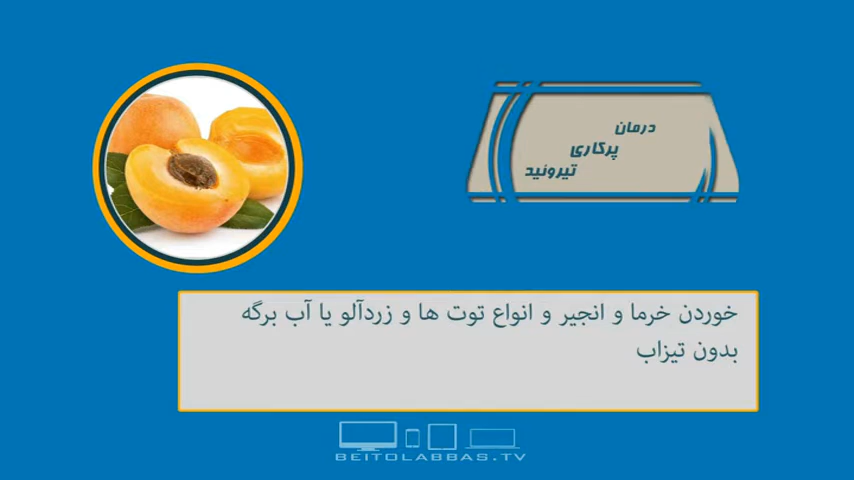 درمان
پرکاری
تیروئید
خوردن خرما و انجیر و انواع توت ها و زردآلو یا آب برگه
بدون تیزاب
BEITOLABBAS.TV